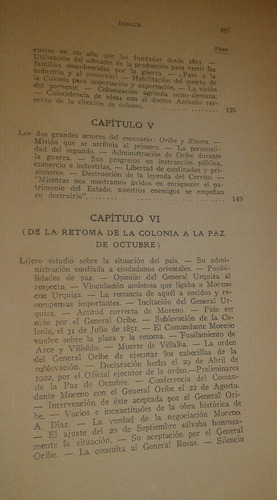 ÍNDICE
487
Págs.
cuelas en un año que las fundadas desde 1811. —
Utilización del sobrante de la producción para vestir las
familias empobrecidas por la guerra. — ¡Paso a la
industria y al comercio! — Habilitación del puerto de
la Colonia para importación y exportación. — La visión
del porvenir. — Colonización agrícola suizo-alemana.
— Coincidencia de ideas con el doctor Acevedo res-
pecto de la elección de colonos.
125
CAPÍTULO V
Los dos grandes actores del escenario: Oribe y Rivera. —
Misión que se atribuía el primero. — La personali-
dad del segundo. — Administración de Oribe durante
la guerra. — Sus progresos en instrucción pública,
comercio e industrias. — Libertad de confinados y pri-
sioneros. — Destrucción de la leyenda del Cerrito. —
"Mientras nos mostramos ávidos en enriquecer el pa-
trimonio del Estado, nuestros enemigos se empeñan
en destruirlo".
149
CAPÍTULO VI
(DE LA RETOMA DE LA COLONIA A LA PAZ
DE OCTUBRE)
Lijero estudio sobre la situación del país. — Su admi-
nistración confiada a ciudadanos orientales. — Posibi-
lidades de paz. — Opinión del General Urquiza al
respecto. — Vinculación amistosa que ligaba a Moreno
con Urquiza. — La renuncia de aquél a sueldos y re-
compensas importantes. — Incitación del General Ur-
quiza. — Actitud correcta de Moreno. — Pide ser
oído por el General Oribe. — Sublevación de la Co-
lonia, el 31 de Julio de 1851. — El Comandante Moreno
vuelve sobre la plaza y la retoma. — Fusilamiento de
Arce y Villoldo. — Muerte de Villalba. — La orden
del General Oribe de ejecutar los cabecillas de la
sublevación. — Declaración hecha el 29 de Abril de
1922, por el Oficial ejecutor de la orden.—Preliminares
de la Paz de Octubre. — Conferencia del Coman-
dante Moreno con el General Oribe el 22 de Agosto.
— Intervención de éste aceptada por el General Ori-
be. — Vacíos e inexactitudes de la obra histórica de
A. Díaz. — La verdad de la negociación Moreno.
— El ajuste del 20 de Septiembre salvaba honrosa-
mente la situación. — Su aceptación por el General
Oribe. — La consulta al General Rosas. — Silencio